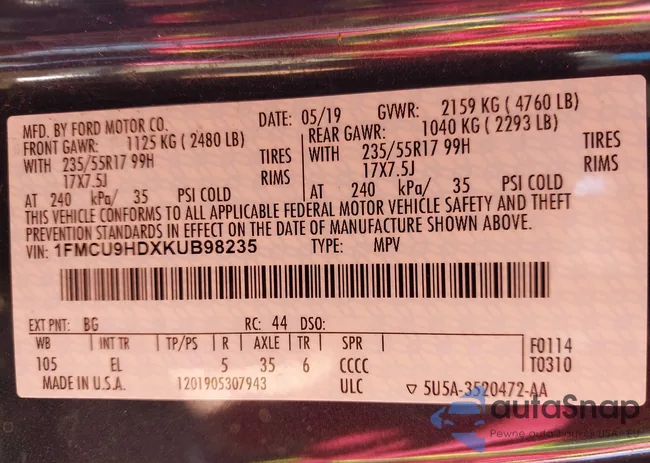 MFD. BY FORD MOTOR CO. DATE: 05/19 GVWR: 2159 KG ( 4760 LB)
FRONT GAWR: 1125 KG ( 2480 LB) REAR GAWR: 1040 KG ( 2293 LB)
WITH 235/55R17 99H TIRES WITH 235/55R17 99H TIRES
17X7.5J RIMS 17X7.5J RIMS
AT 240 kPa/ 35 PSI COLD AT 240 kPa/ 35 PSI COLD
THIS VEHICLE CONFORMS TO ALL APPLICABLE FEDERAL MOTOR VEHICLE SAFETY AND THEFT
PREVENTION STANDARDS IN EFFECT ON THE DATE OF MANUFACTURE SHOWN ABOVE.
VIN: 1FMCU9HDXKUB98235 TYPE: MPV
EXT PNT: BG RC: 44 DSO:
WB INT TR TP/PS R AXLE TR SPR F0114
105 EL 5 35 6 CCCC T0310
MADE IN U.S.A. 1201905307943 ULC ▽ 5U5A-3520472-AA
autoSnap